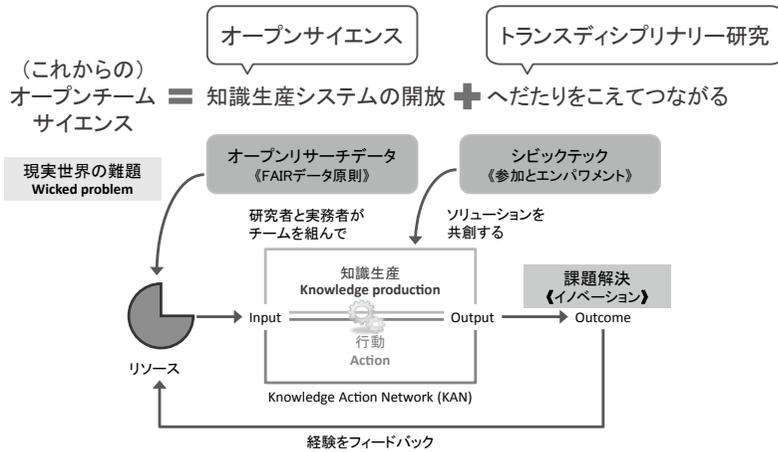 オープンサイエンス
トランスディシプリナリー研究
（これからの）
オープンチーム
サイエンス
＝ 知識生産システムの開放 ＋ へだたりをこえてつながる
現実世界の難題
Wicked problem
オープンリサーチデータ
《FAIRデータ原則》
シビックテック
《参加とエンパワメント》
研究者と実務者が
チームを組んで
ソリューションを
共創する
知識生産
Knowledge production
課題解決
《イノベーション》
Input
Output
Outcome
行動
Action
リソース
Knowledge Action Network (KAN)
経験をフィードバック